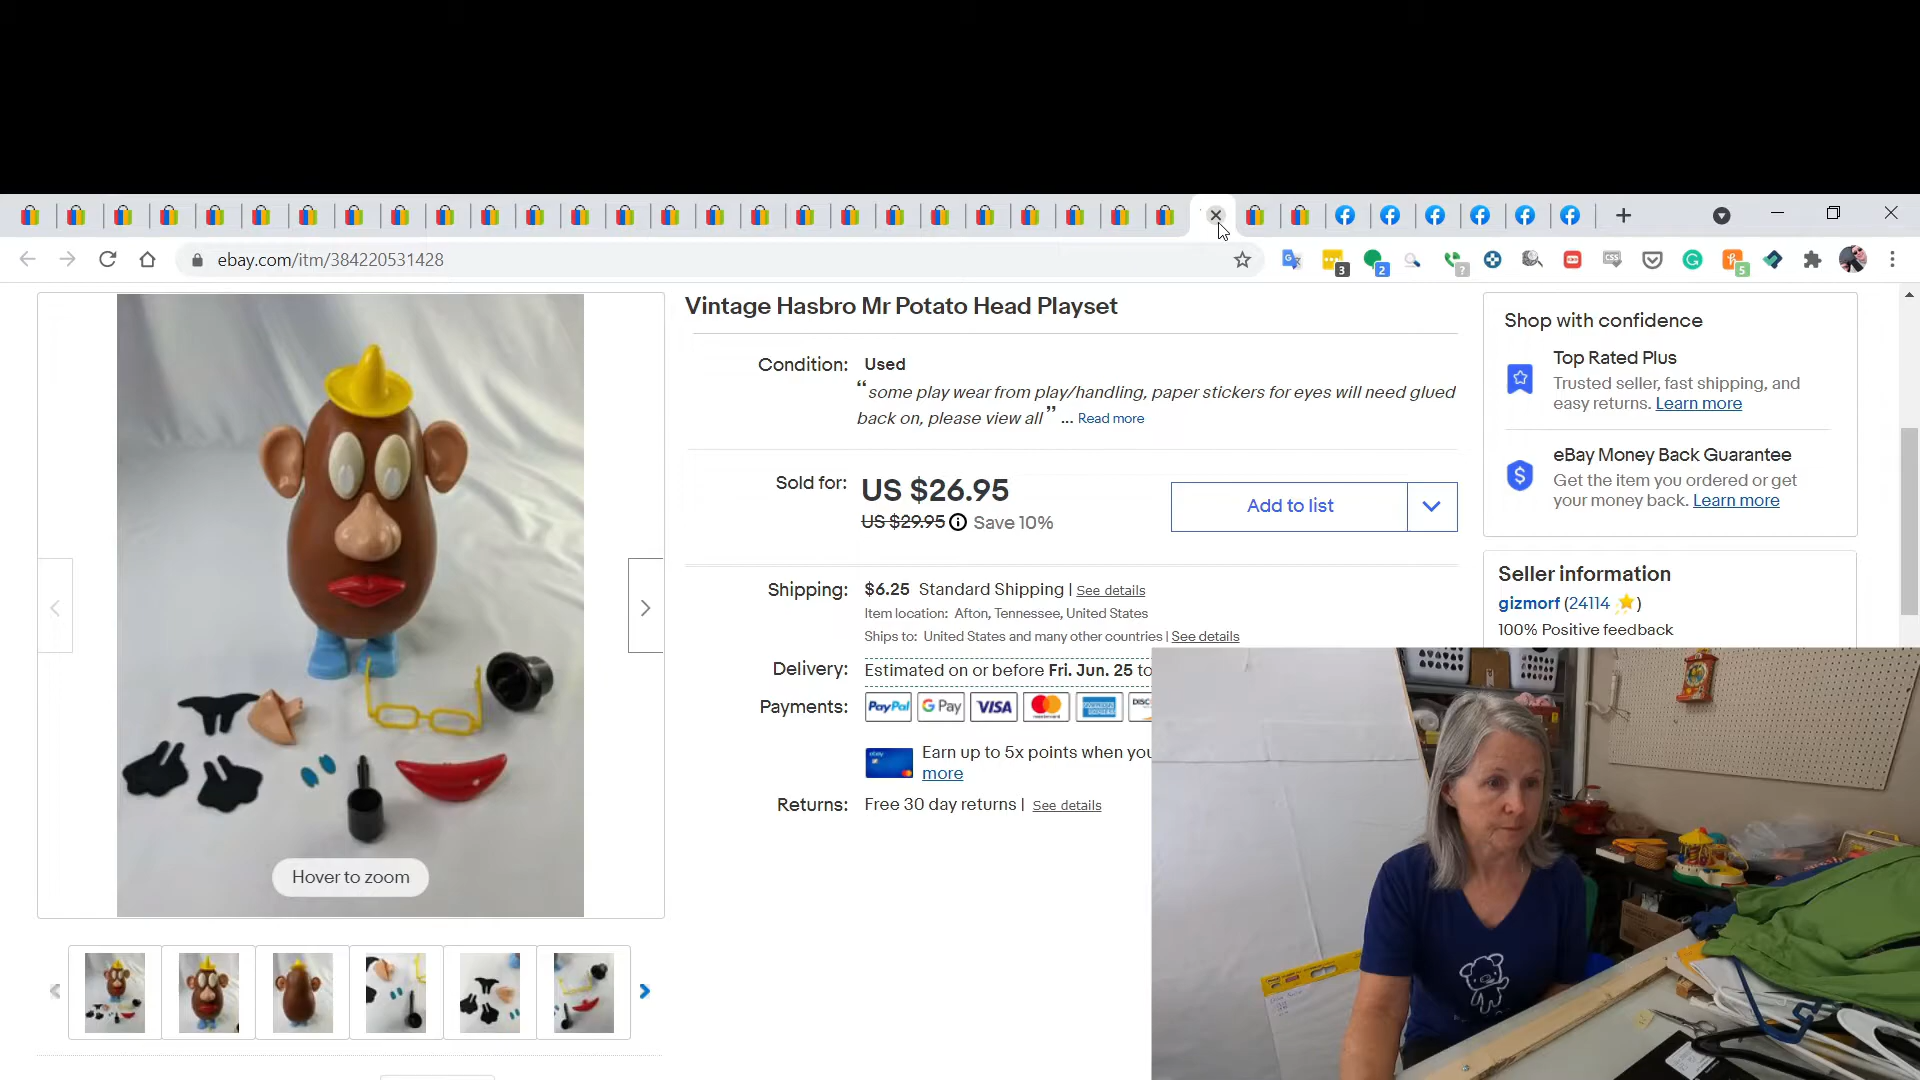 ebay.com/itm/384220531428
3
2
?
5
Vintage Hasbro Mr Potato Head Playset
Condition: Used
“some play wear from play/handling, paper stickers for eyes will need glued
back on, please view all” ... Read more
Sold for: US $26.95
US $29.95 Save 10%
Add to list
Shipping: $6.25 Standard Shipping | See details
Item location: Afton, Tennessee, United States
Ships to: United States and many other countries | See details
Delivery: Estimated on or before Fri. Jun. 25 to
Payments: PayPal G Pay VISA DISC
Earn up to 5x points when you
more
Returns: Free 30 day returns | See details
Hover to zoom
Shop with confidence
Top Rated Plus
Trusted seller, fast shipping, and
easy returns. Learn more
eBay Money Back Guarantee
Get the item you ordered or get
your money back. Learn more
Seller information
gizmorf (24114)
100% Positive feedback